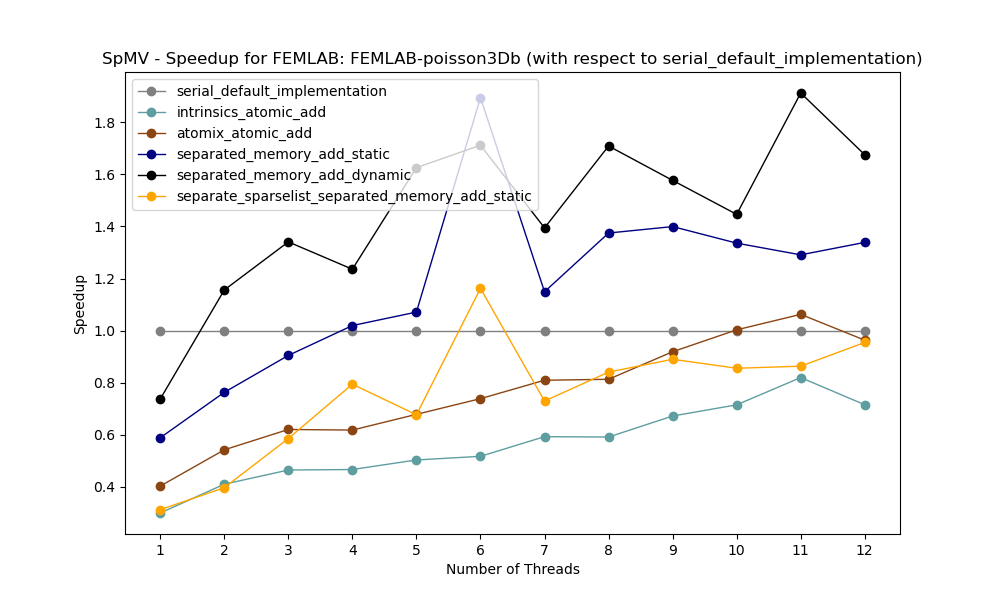 SpMV - Speedup for FEMLAB: FEMLAB-poisson3Db (with respect to serial_default_implementation)
serial_default_implementation
intrinsics_atomic_add
atomix_atomic_add
separated_memory_add_static
separated_memory_add_dynamic
separate_sparselist_separated_memory_add_static
Speedup
1.8
1.6
1.4
1.2
1.0
0.8
0.6
0.4
1 2 3 4 5 6 7 8 9 10 11 12
Number of Threads